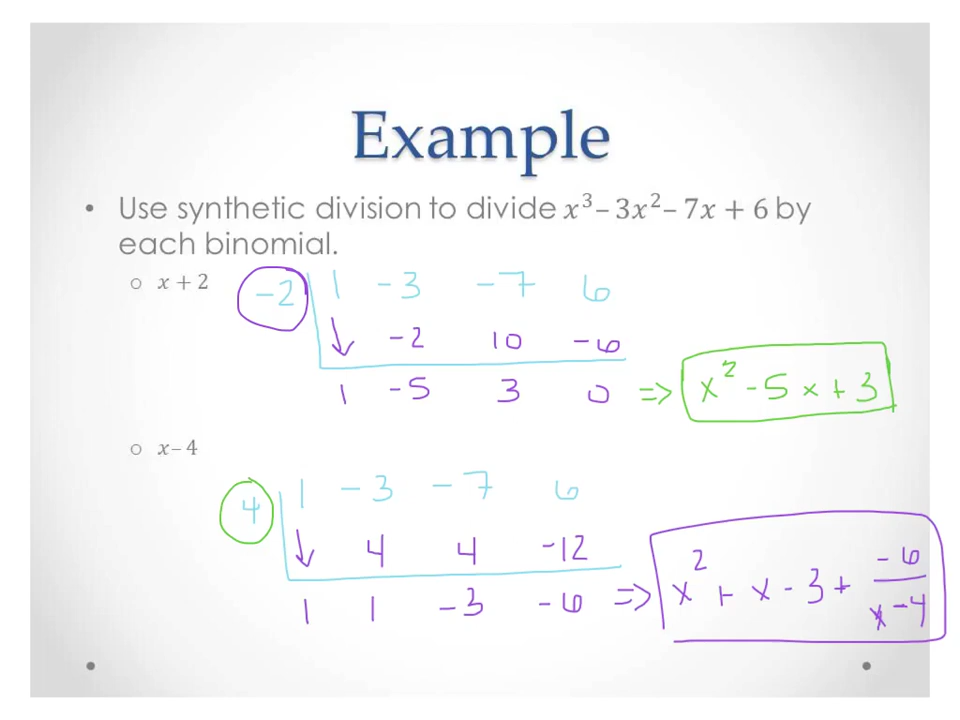 Example
• Use synthetic division to divide x³ – 3x² – 7x + 6 by
each binomial.
○ x + 2
-2 | 1 -3 -7 6
↓ -2 10 -6
1 -5 3 0 => x² - 5x + 3
○ x – 4
4 | 1 -3 -7 6
↓ 4 4 -12
1 1 -3 -6 => x² + x - 3 + -6/x-4